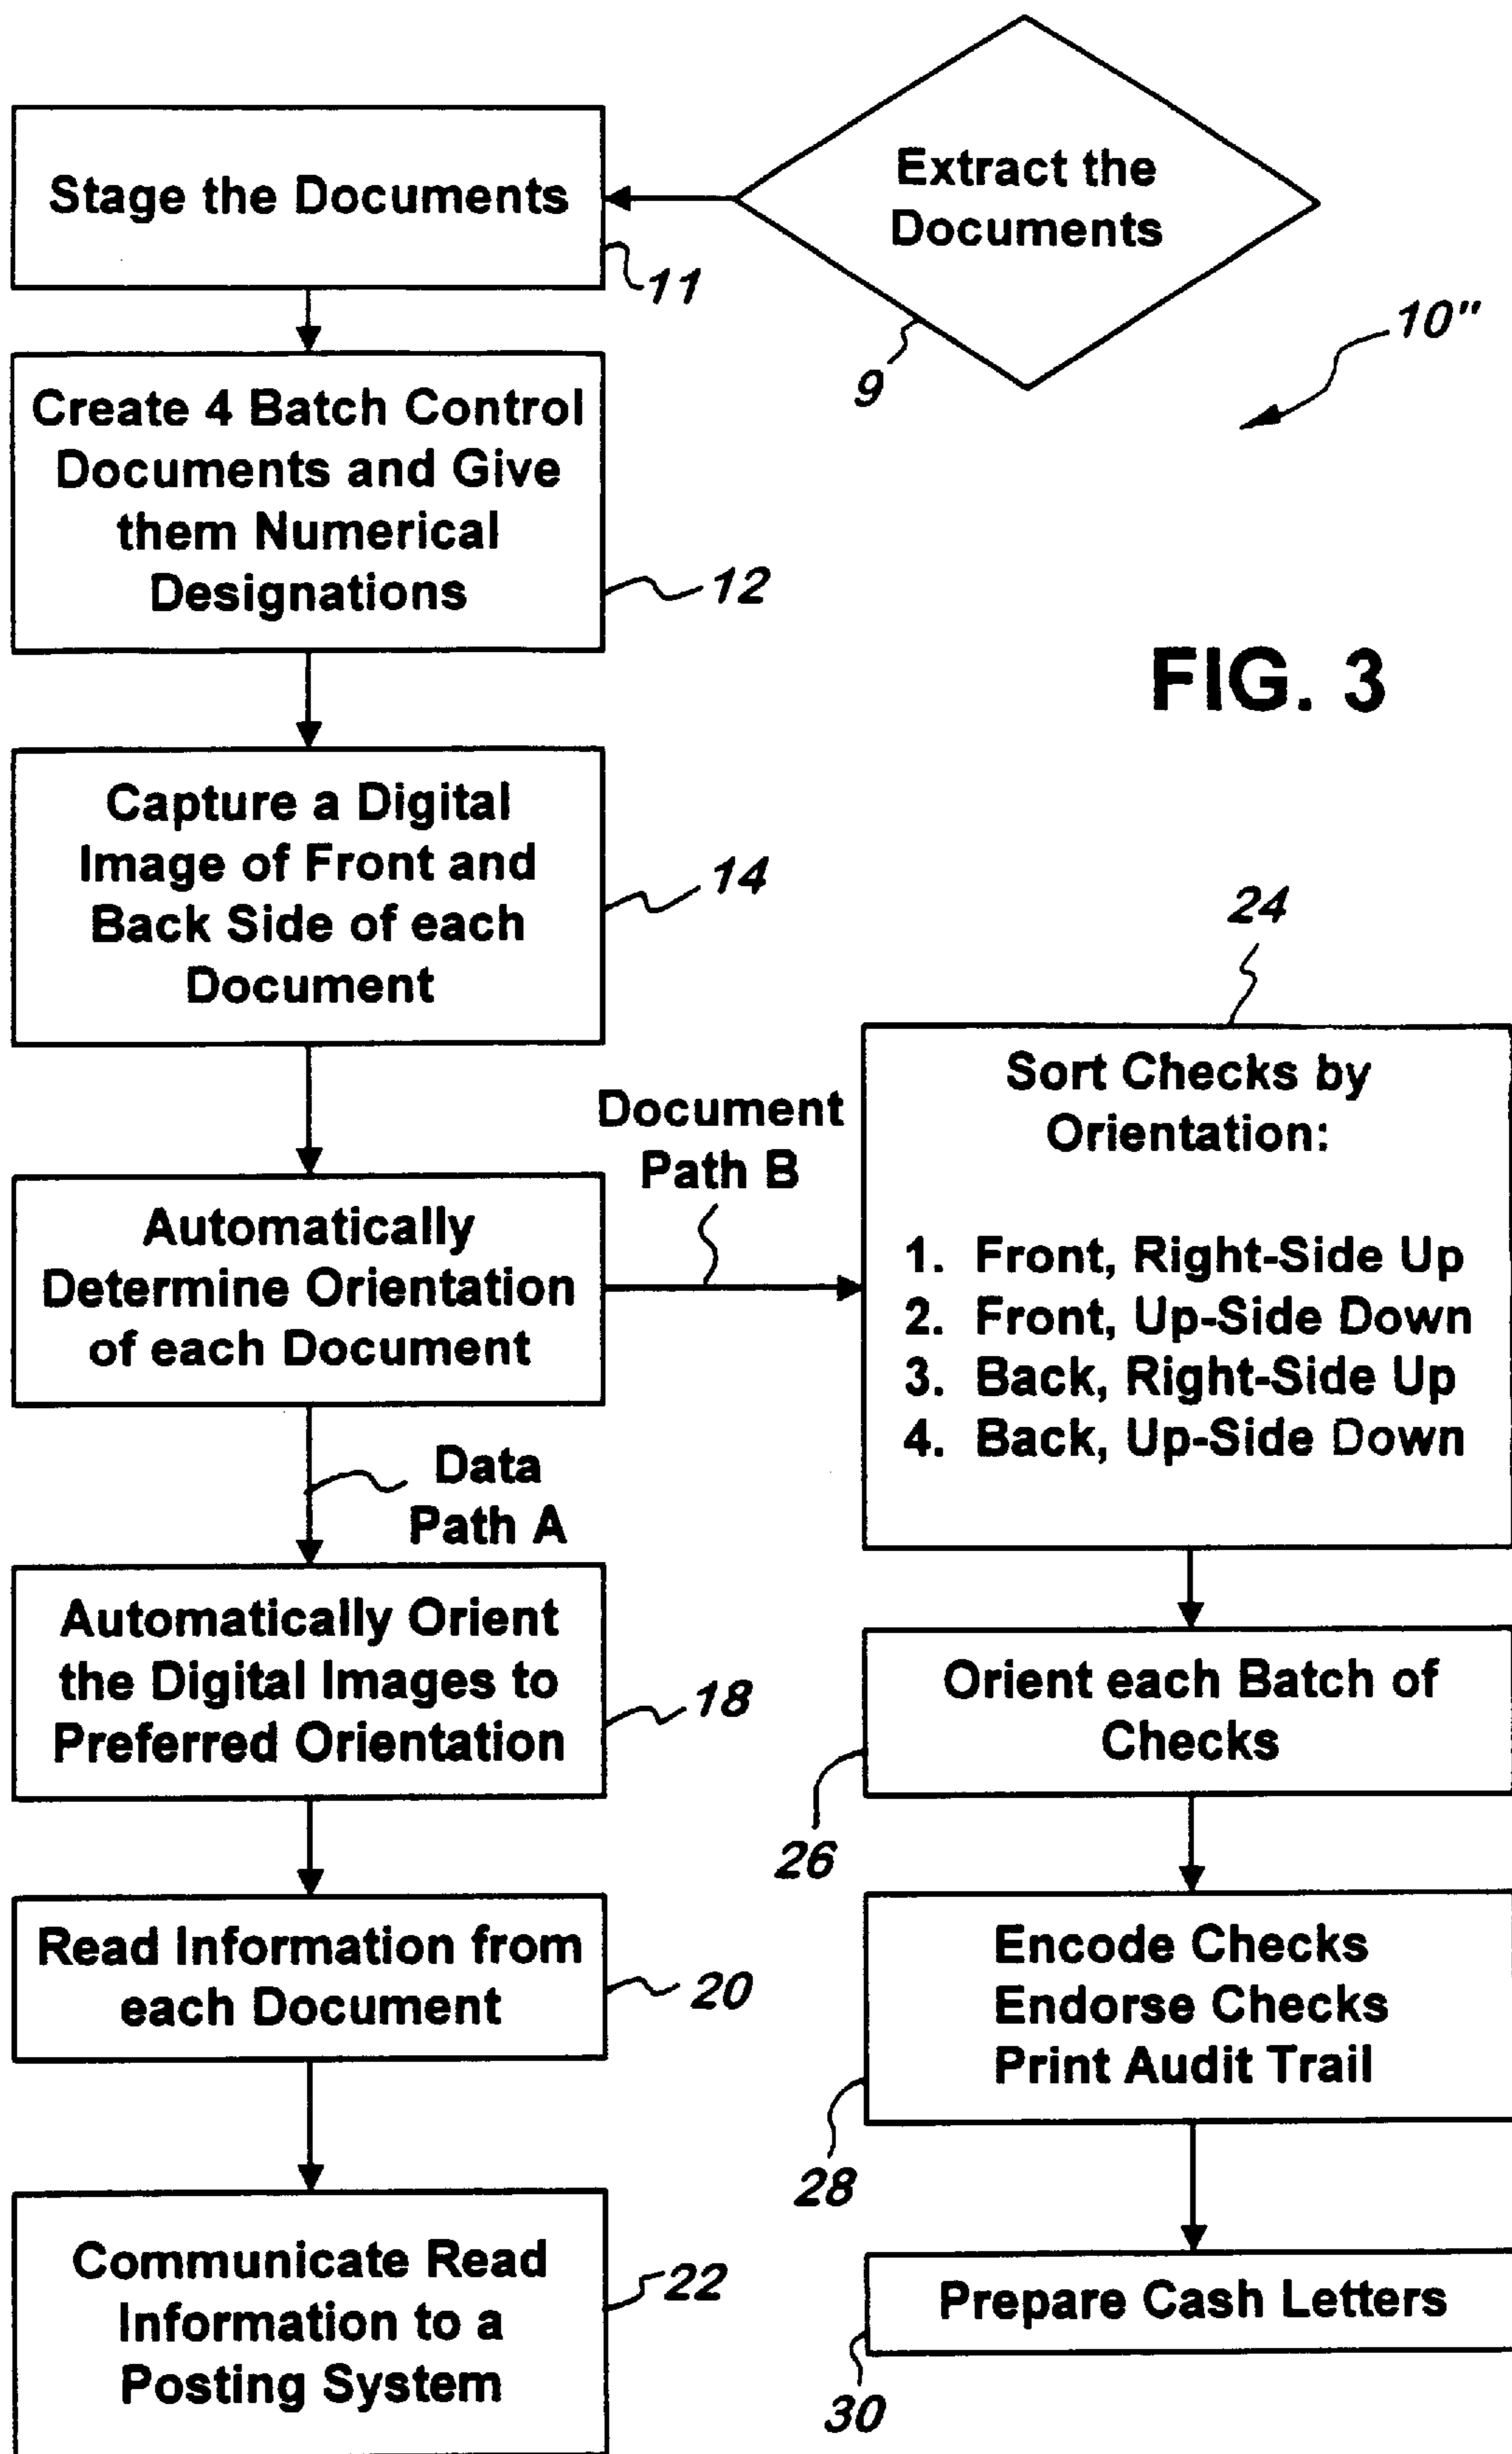 Extract the
Documents
9
10"
Stage the Documents
11
Create 4 Batch Control
Documents and Give
them Numerical
Designations
12
FIG. 3
Capture a Digital
Image of Front and
Back Side of each
Document
14
Automatically
Determine Orientation
of each Document
Document
Path B
Data
Path A
Automatically Orient
the Digital Images to
Preferred Orientation
18
Read Information from
each Document
20
Communicate Read
Information to a
Posting System
22
24
Sort Checks by
Orientation:
1. Front, Right-Side Up
2. Front, Up-Side Down
3. Back, Right-Side Up
4. Back, Up-Side Down
Orient each Batch of
Checks
26
Encode Checks
Endorse Checks
Print Audit Trail
28
Prepare Cash Letters
30